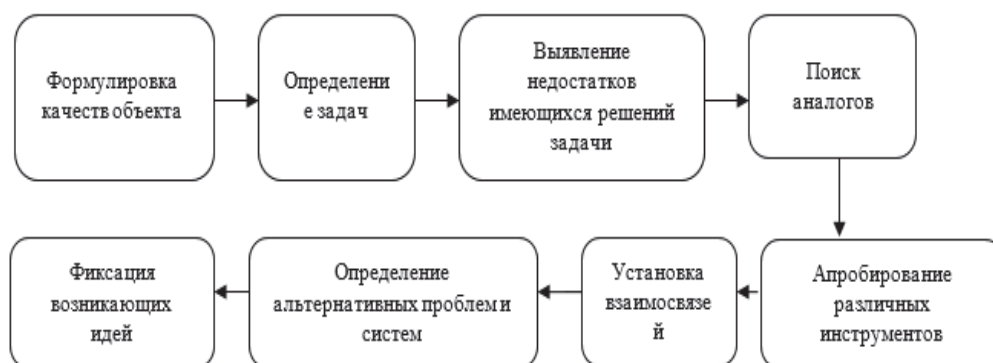 Формулировка
качеств объекта
Определени
е задач
Выявление
недостатков
имеющихся решений
задачи
Поиск
аналогов
Апробирование
различных
инструментов
Установка
взаимосвязе
й
Определение
альтернативных проблем и
систем
Фиксация
возникающих
идей